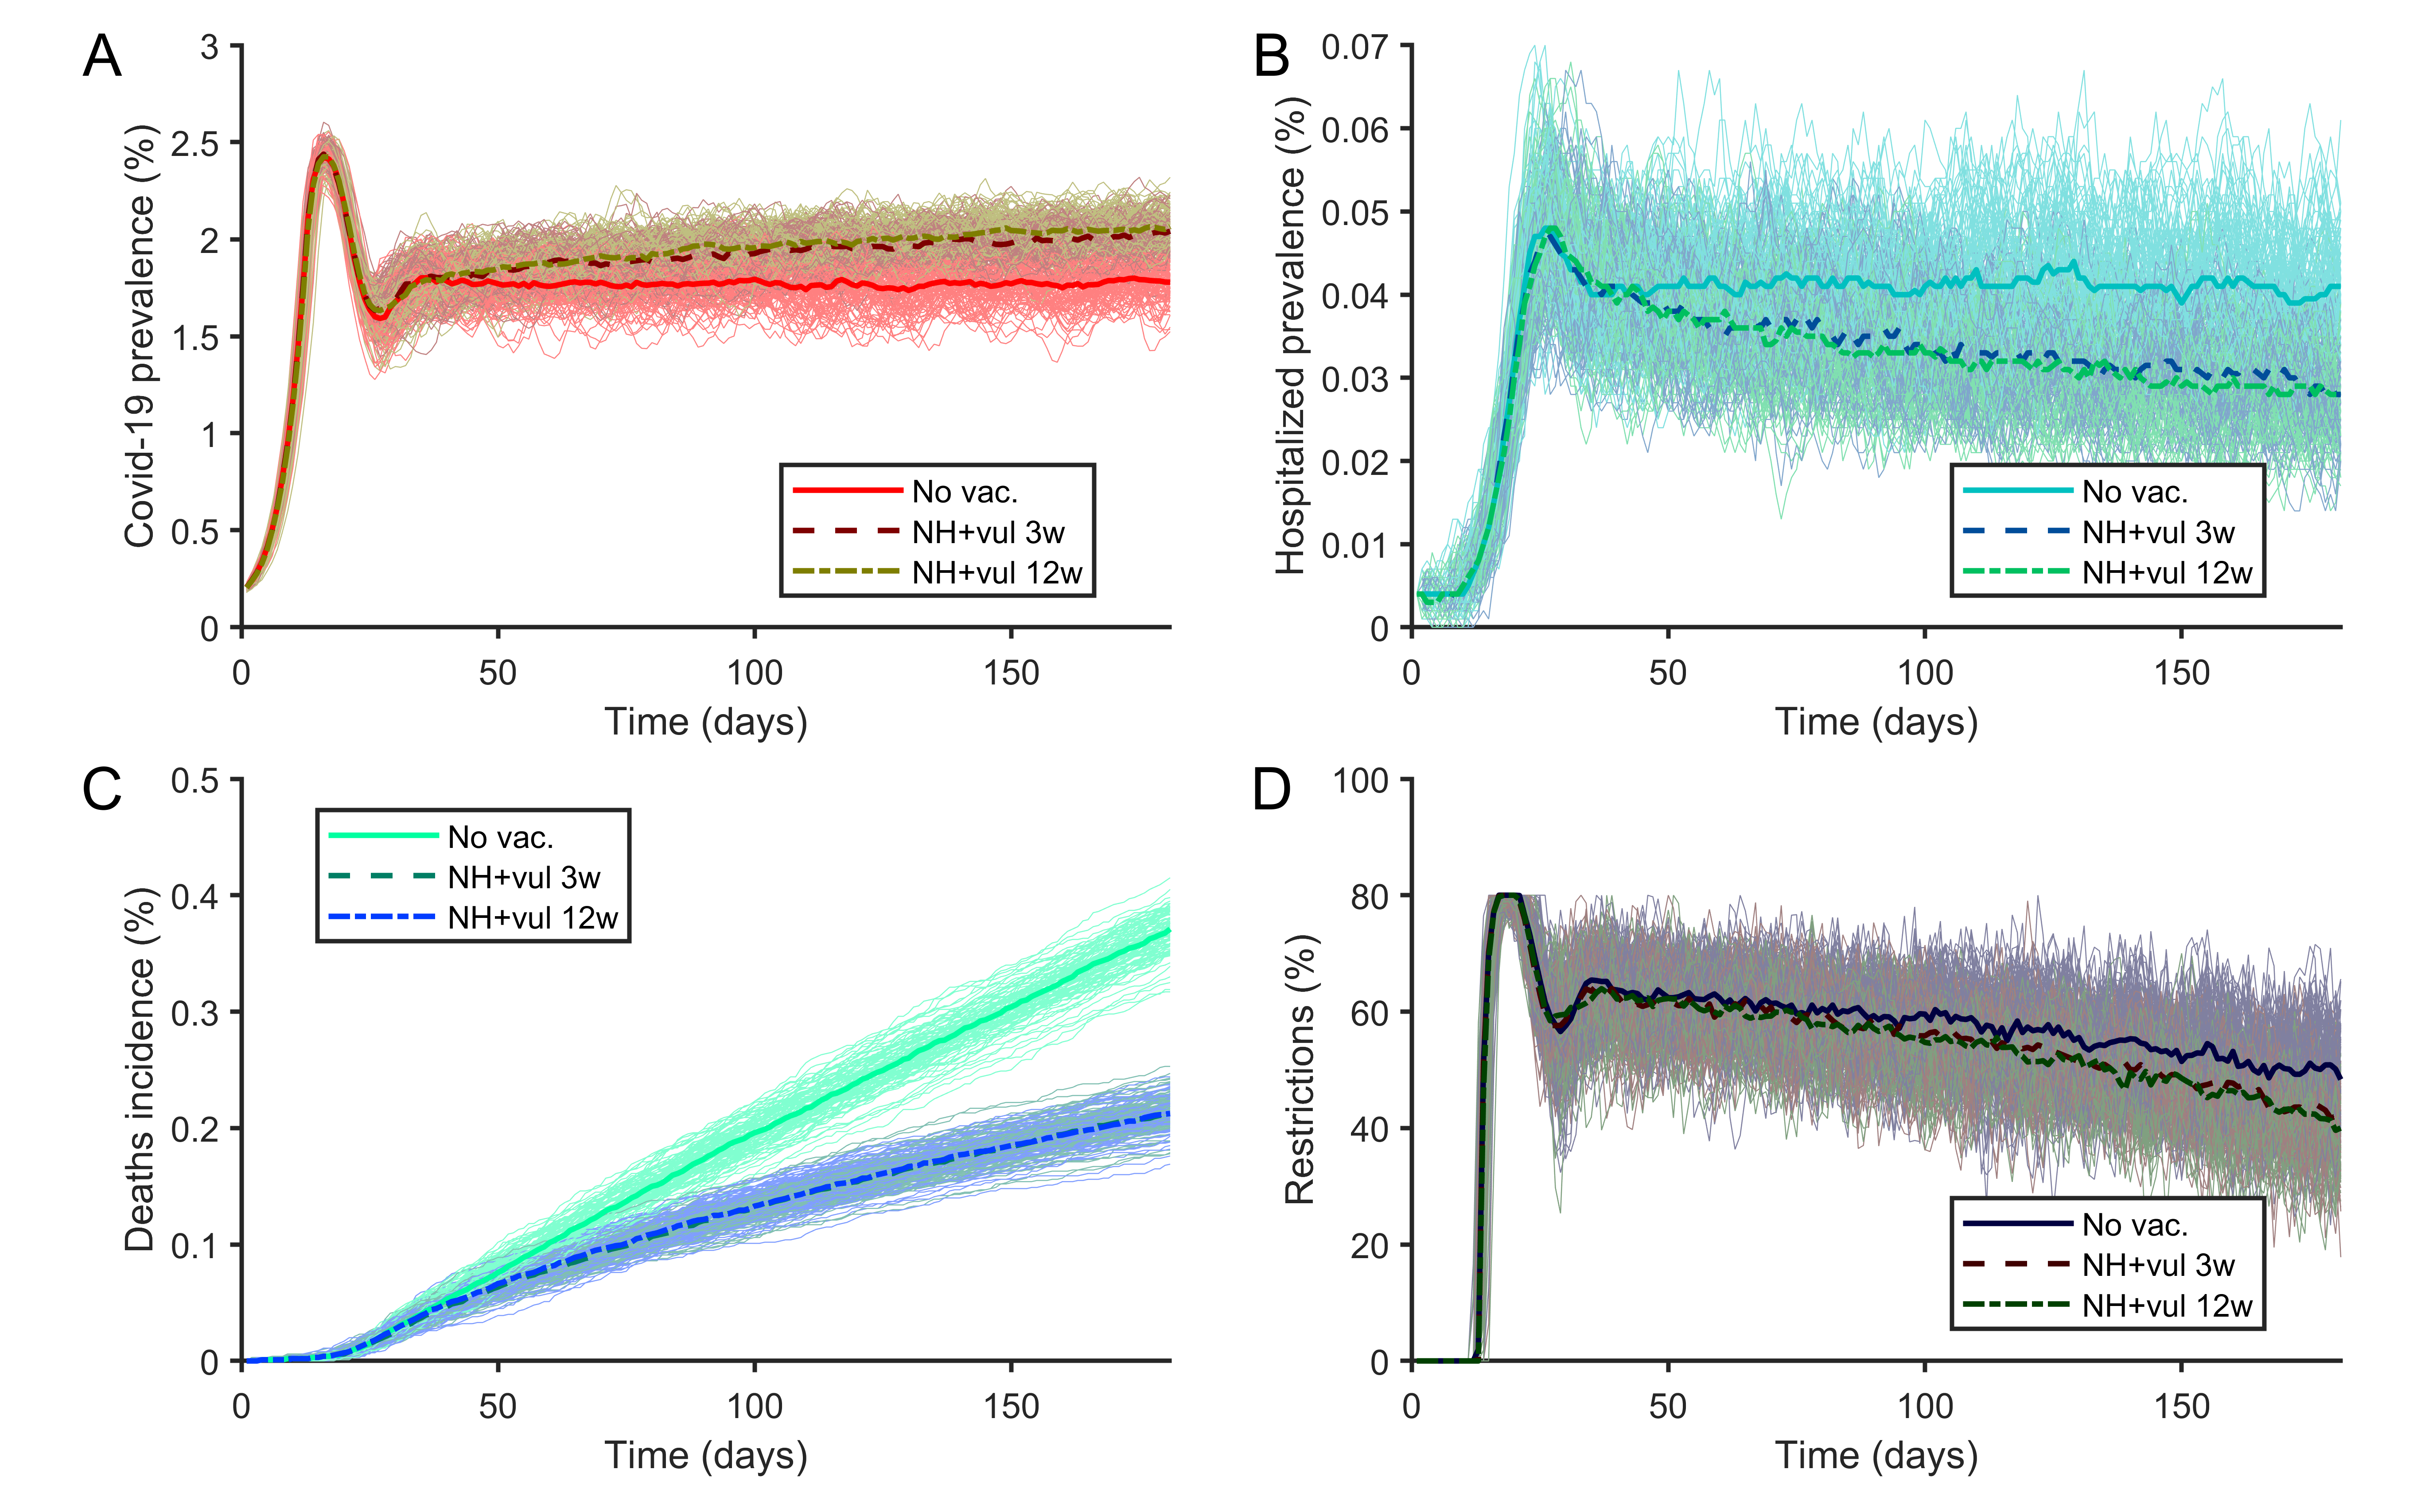 A
3
2.5
2
1.5
1
0.5
0
Covid-19 prevalence (%)
No vac.
NH+vul 3w
NH+vul 12w
0 50 100 150
Time (days)
B
0.07
0.06
0.05
0.04
0.03
0.02
0.01
0
Hospitalized prevalence (%)
No vac.
NH+vul 3w
NH+vul 12w
0 50 100 150
Time (days)
C
0.5
0.4
0.3
0.2
0.1
0
Deaths incidence (%)
No vac.
NH+vul 3w
NH+vul 12w
0 50 100 150
Time (days)
D
100
80
60
40
20
0
Restrictions (%)
No vac.
NH+vul 3w
NH+vul 12w
0 50 100 150
Time (days)